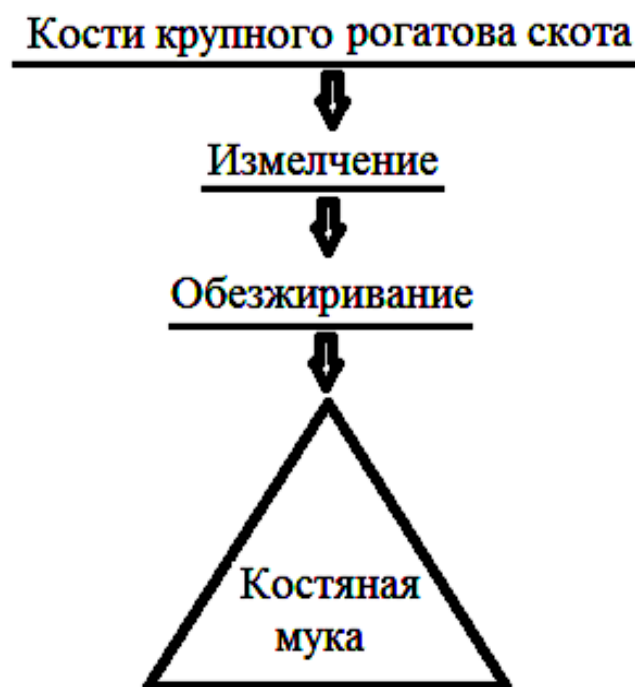 Кости крупного рогатова скота
Измелчение
Обезжиривание
Костяная
мука